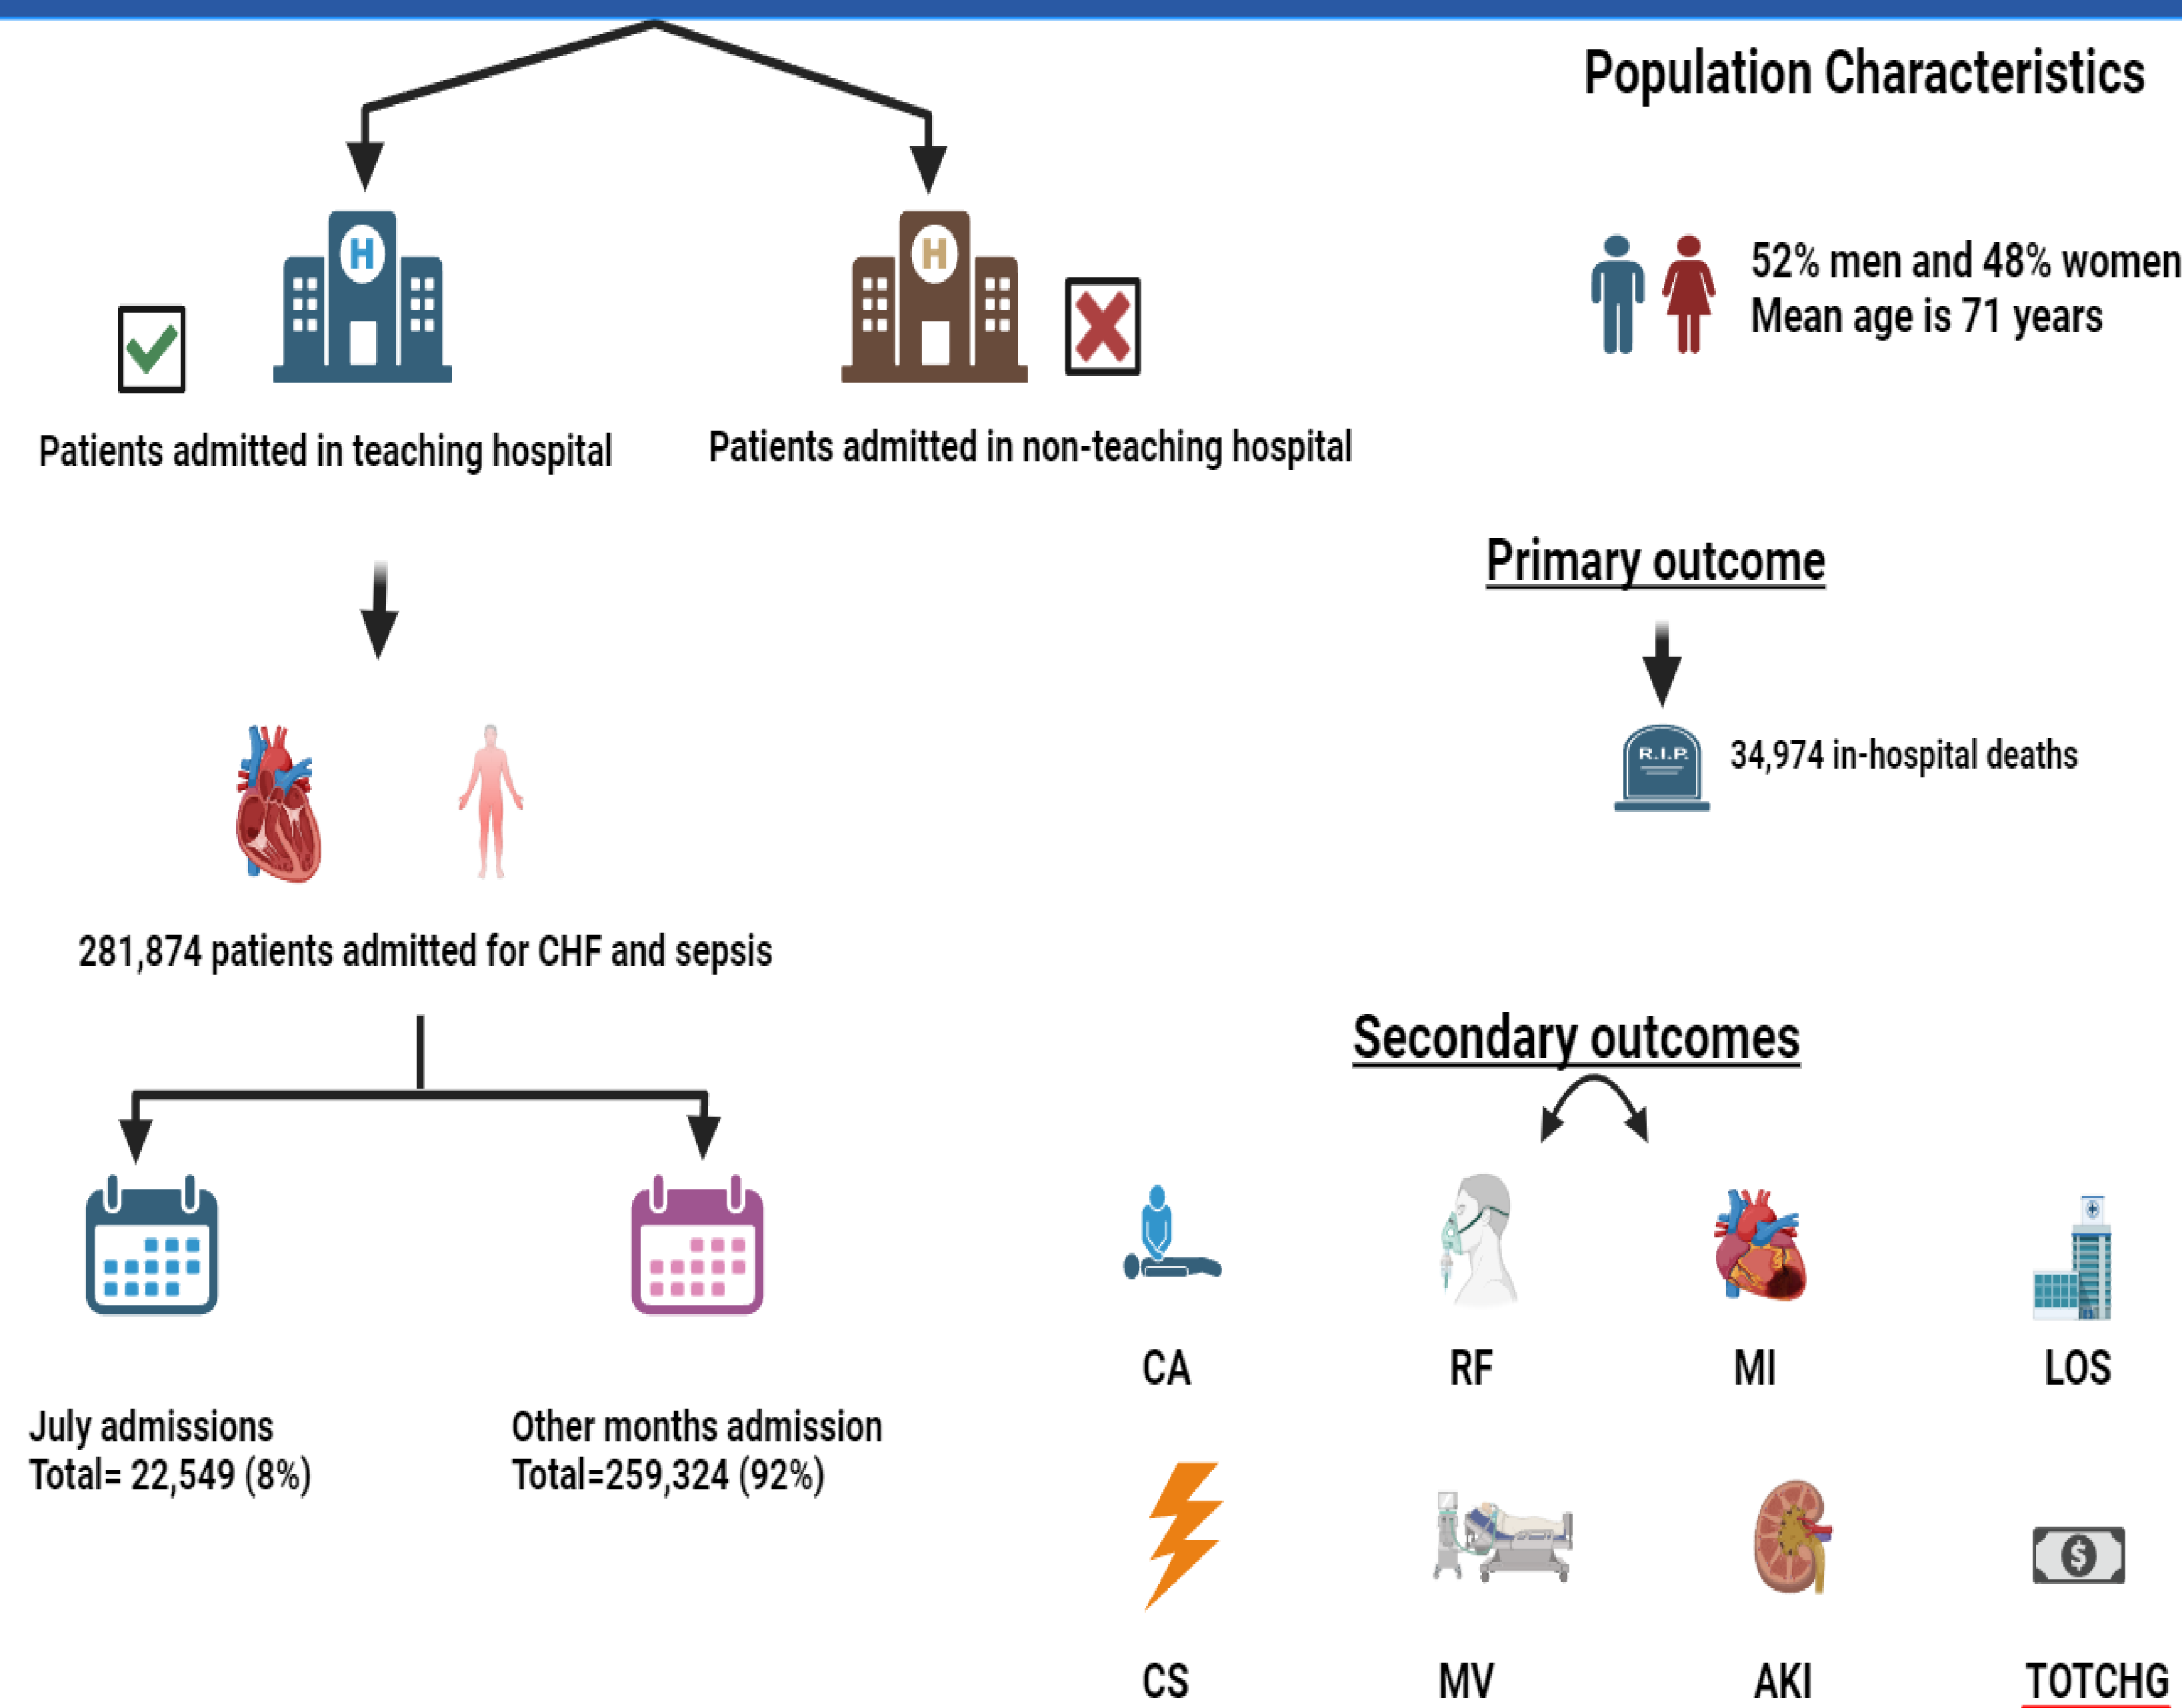 Population Characteristics
H
H
52% men and 48% women
Mean age is 71 years
Patients admitted in teaching hospital
Patients admitted in non-teaching hospital
Primary outcome
R.I.P.
34,974 in-hospital deaths
281,874 patients admitted for CHF and sepsis
Secondary outcomes
CA
RF
MI
LOS
July admissions
Total= 22,549 (8%)
Other months admission
Total=259,324 (92%)
$
CS
MV
AKI
TOTCHG